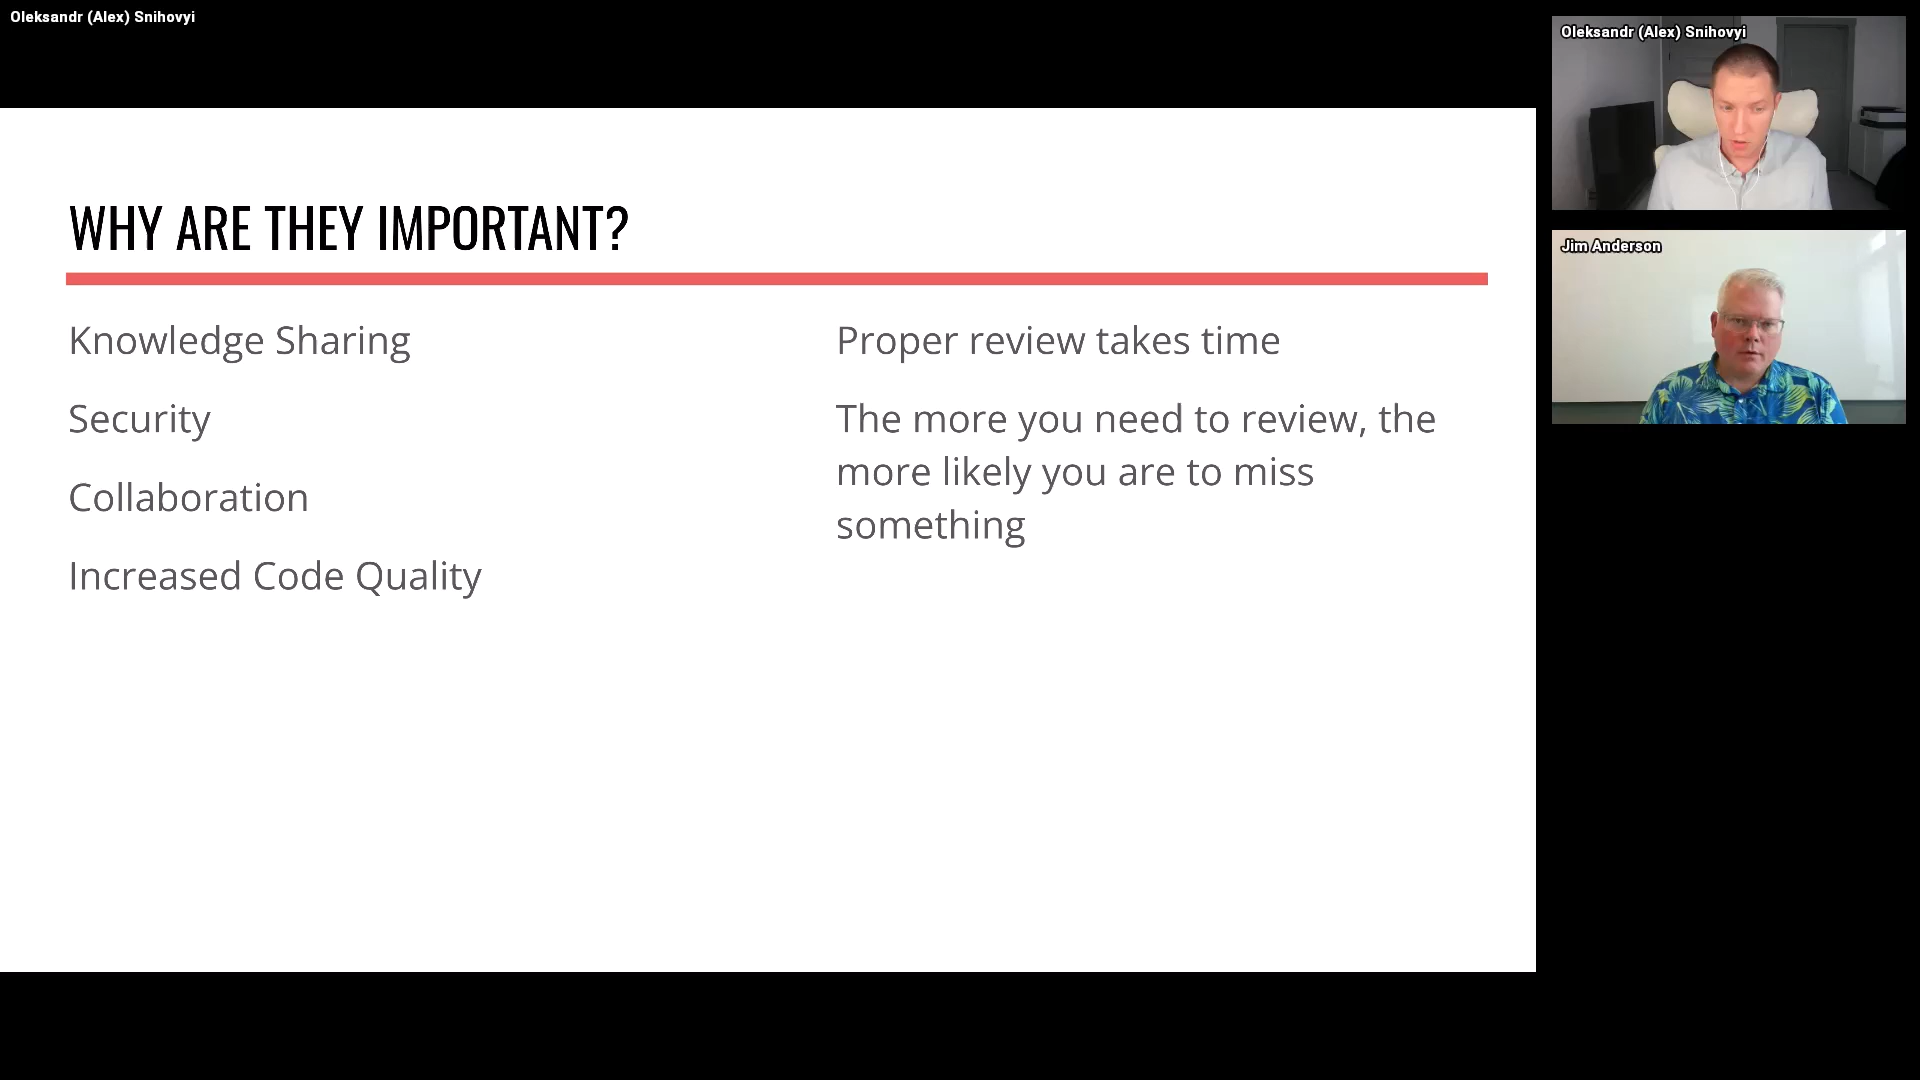 Oleksandr (Alex) Snihovyi
WHY ARE THEY IMPORTANT?
Knowledge Sharing
Security
Collaboration
Increased Code Quality
Proper review takes time
The more you need to review, the
more likely you are to miss
something
Oleksandr (Alex) Snihovyi
Jim Anderson